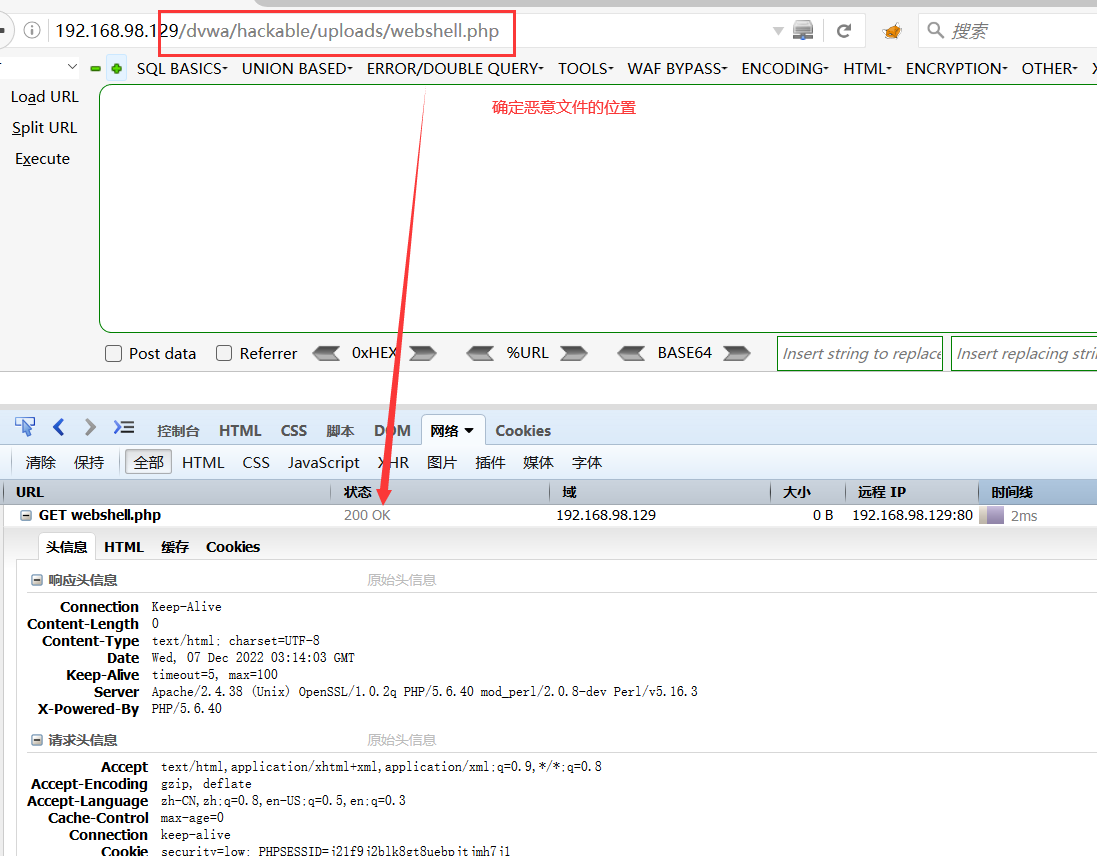 192.168.98.129/dvwa/hackable/uploads/webshell.php
搜索
SQL BASICS UNION BASED ERROR/DOUBLE QUERY TOOLS WAF BYPASS ENCODING HTML ENCRYPTION OTHER
Load URL
Split URL
Execute
确定恶意文件的位置
Post data Referrer 0xHEX %URL BASE64 Insert string to replace Insert replacing stri
控制台 HTML CSS 脚本 DOM 网络 Cookies
清除 保持 全部 HTML CSS JavaScript XHR 图片 插件 媒体 字体
URL 状态 域 大小 远程 IP 时间线
GET webshell.php 200 OK 192.168.98.129 0 B 192.168.98.129:80 2ms
头信息 HTML 缓存 Cookies
响应头信息 原始头信息
Connection Keep-Alive
Content-Length 0
Content-Type text/html; charset=UTF-8
Date Wed, 07 Dec 2022 03:14:03 GMT
Keep-Alive timeout=5, max=100
Server Apache/2.4.38 (Unix) OpenSSL/1.0.2q PHP/5.6.40 mod_perl/2.0.8-dev Perl/v5.16.3
X-Powered-By PHP/5.6.40
请求头信息 原始头信息
Accept text/html,application/xhtml+xml,application/xml;q=0.9,*/*;q=0.8
Accept-Encoding gzip, deflate
Accept-Language zh-CN,zh;q=0.8,en-US;q=0.5,en;q=0.3
Cache-Control max-age=0
Connection keep-alive
Cookie security=low; PHPSESSID=